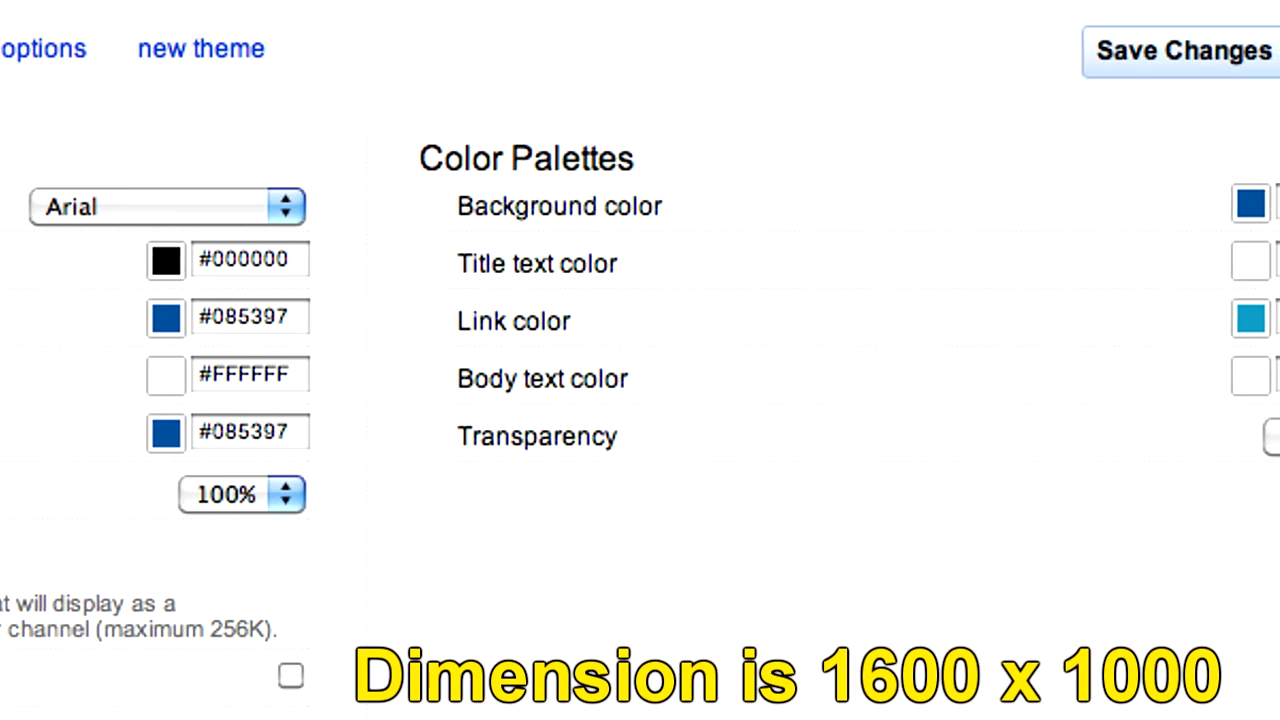 options new theme Save Changes
Color Palettes
Arial Background color
#000000 Title text color
#085397 Link color
#FFFFFF Body text color
#085397 Transparency
100%
will display as a
channel (maximum 256K).
Dimension is 1600 x 1000